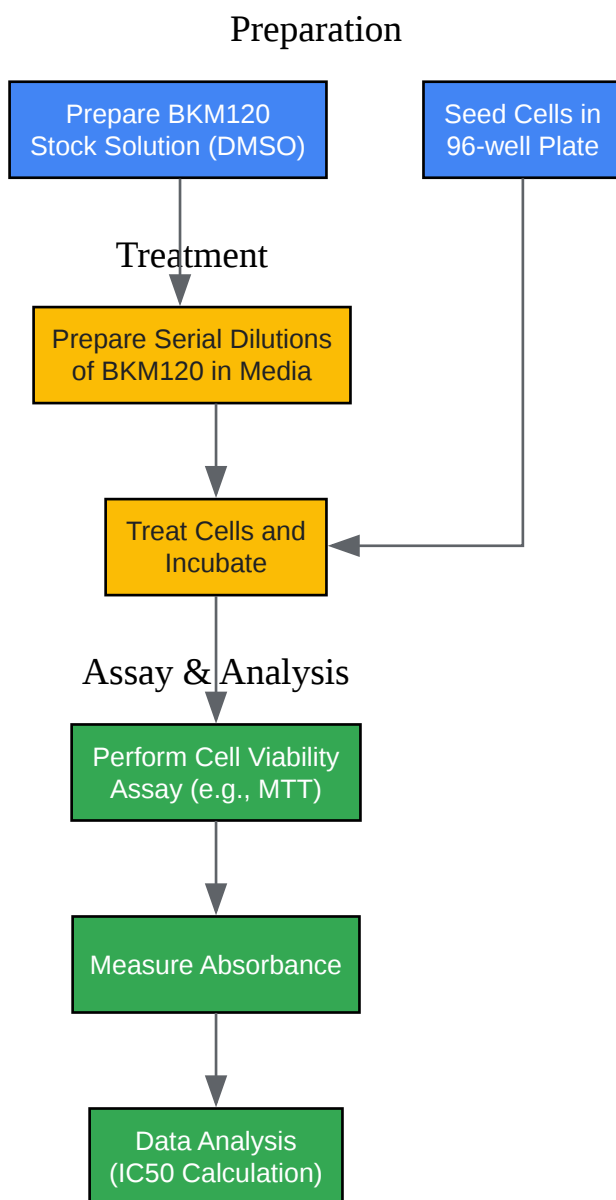 Preparation
Prepare BKM120
Stock Solution (DMSO)
Seed Cells in
96-well Plate
Treatment
Prepare Serial Dilutions
of BKM120 in Media
Treat Cells and
Incubate
Assay & Analysis
Perform Cell Viability
Assay (e.g., MTT)
Measure Absorbance
Data Analysis
(IC50 Calculation)